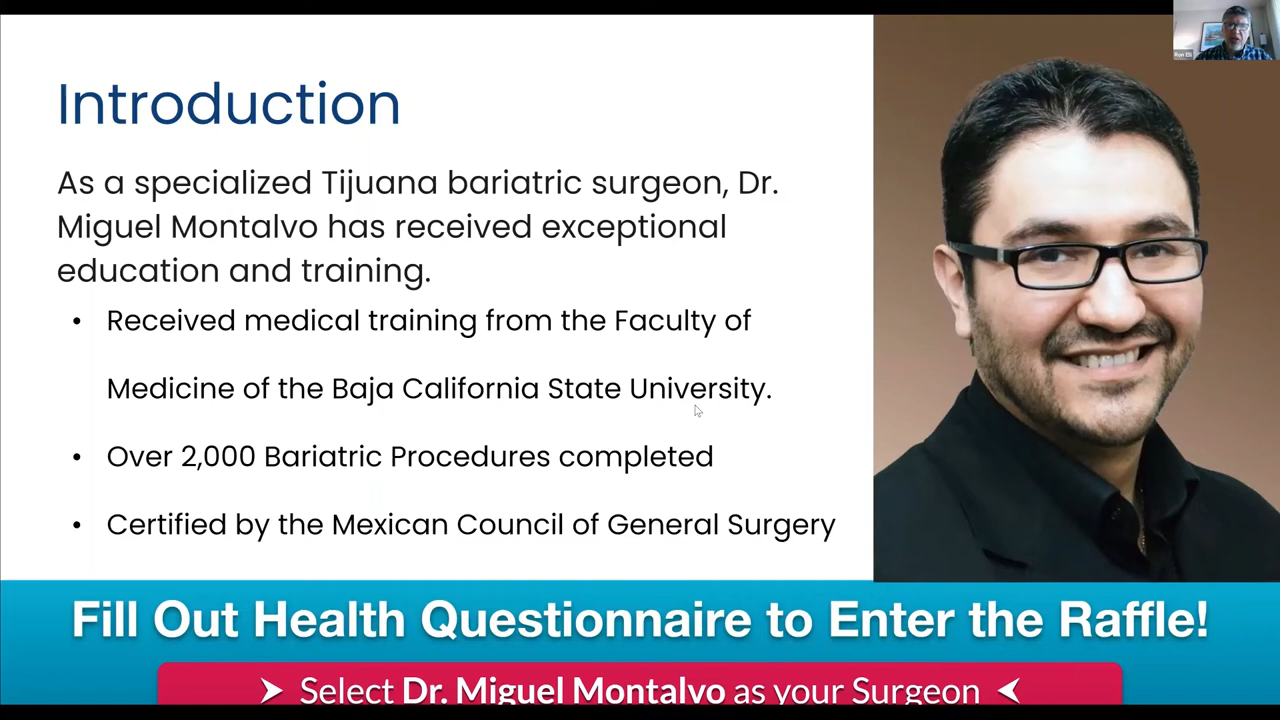 Introduction
As a specialized Tijuana bariatric surgeon, Dr.
Miguel Montalvo has received exceptional
education and training.
• Received medical training from the Faculty of
Medicine of the Baja California State University.
• Over 2,000 Bariatric Procedures completed
• Certified by the Mexican Council of General Surgery
Fill Out Health Questionnaire to Enter the Raffle!
➤ Select Dr. Miguel Montalvo as your Surgeon
Ron Eli